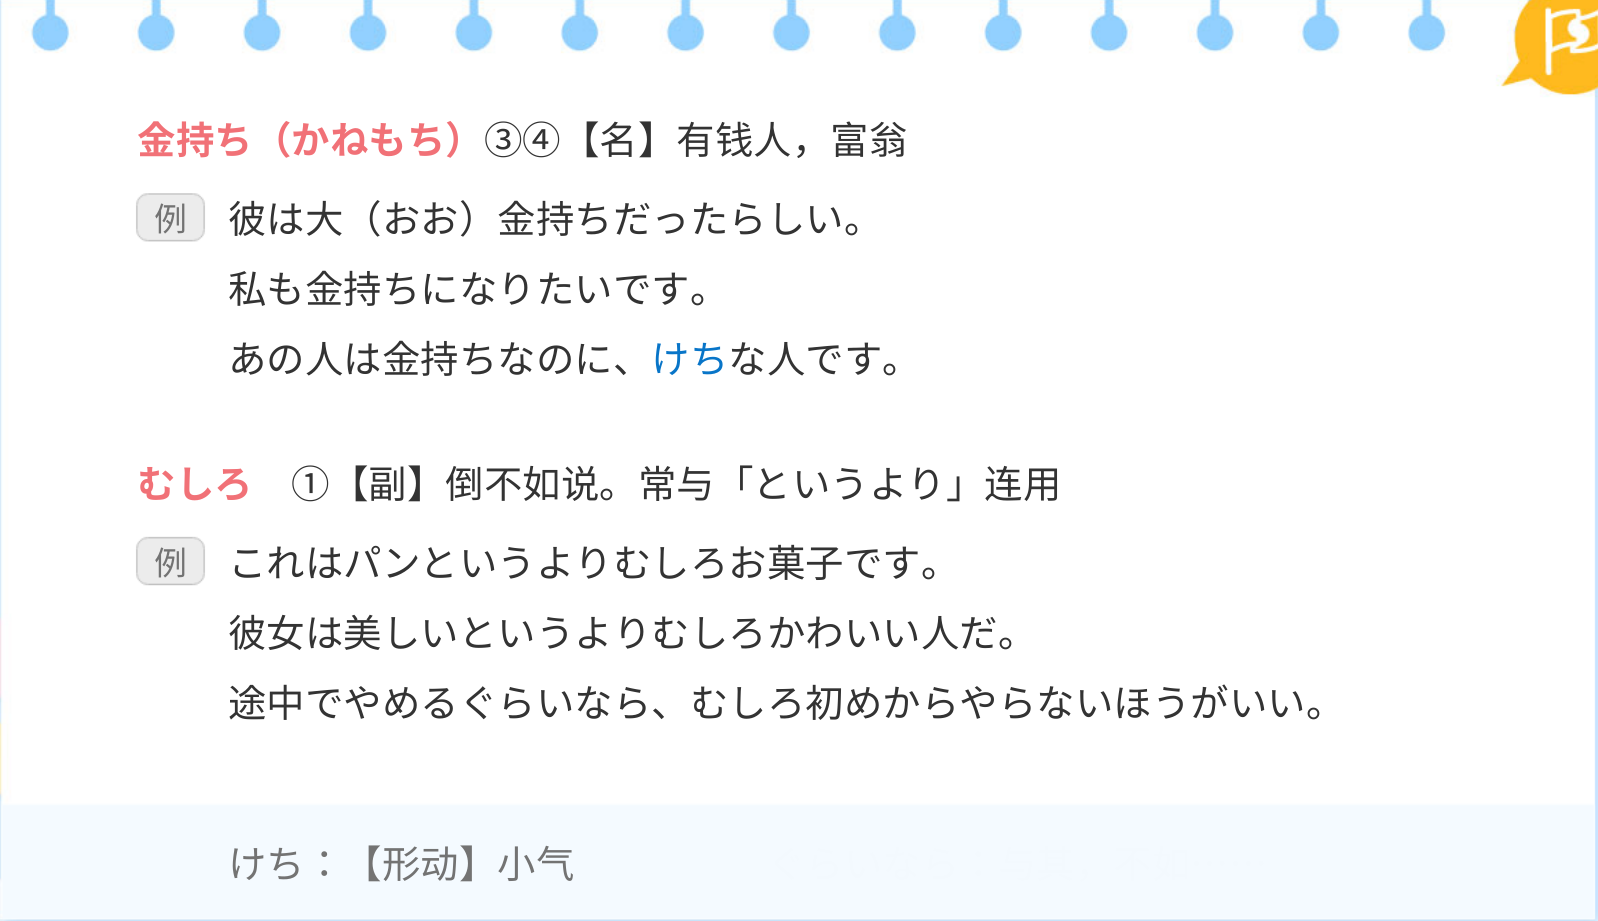 金持ち（かねもち）③④【名】有钱人，富翁
例 彼は大（おお）金持ちだったらしい。
私も金持ちになりたいです。
あの人は金持ちなのに、けちな人です。
むしろ　①【副】倒不如说。常与「というより」连用
例 これはパンというよりむしろお菓子です。
彼女は美しいというよりむしろかわいい人だ。
途中でやめるぐらいなら、むしろ初めからやらないほうがいい。
けち：【形动】小气